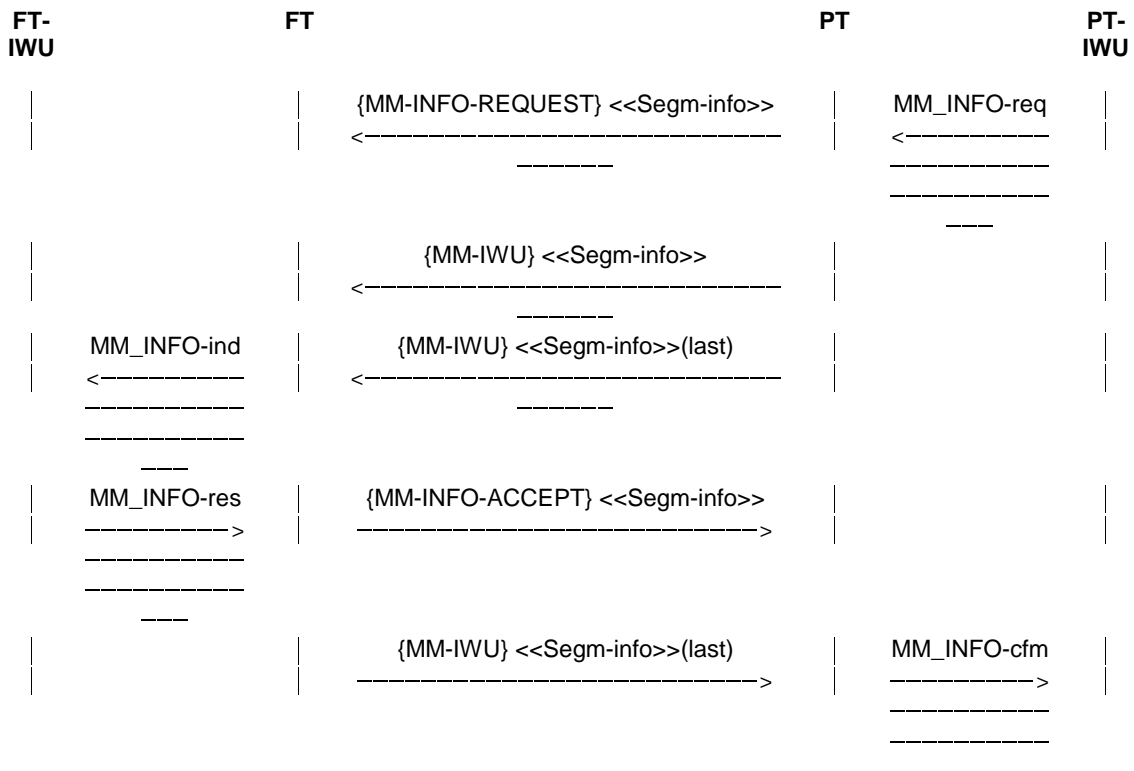 FT-IWU FT PT PT-IWU
{MM-INFO-REQUEST} <<Segm-info>> MM_INFO-req
{MM-IWU} <<Segm-info>>
MM_INFO-ind {MM-IWU} <<Segm-info>>(last)
MM_INFO-res {MM-INFO-ACCEPT} <<Segm-info>>
{MM-IWU} <<Segm-info>>(last) MM_INFO-cfm